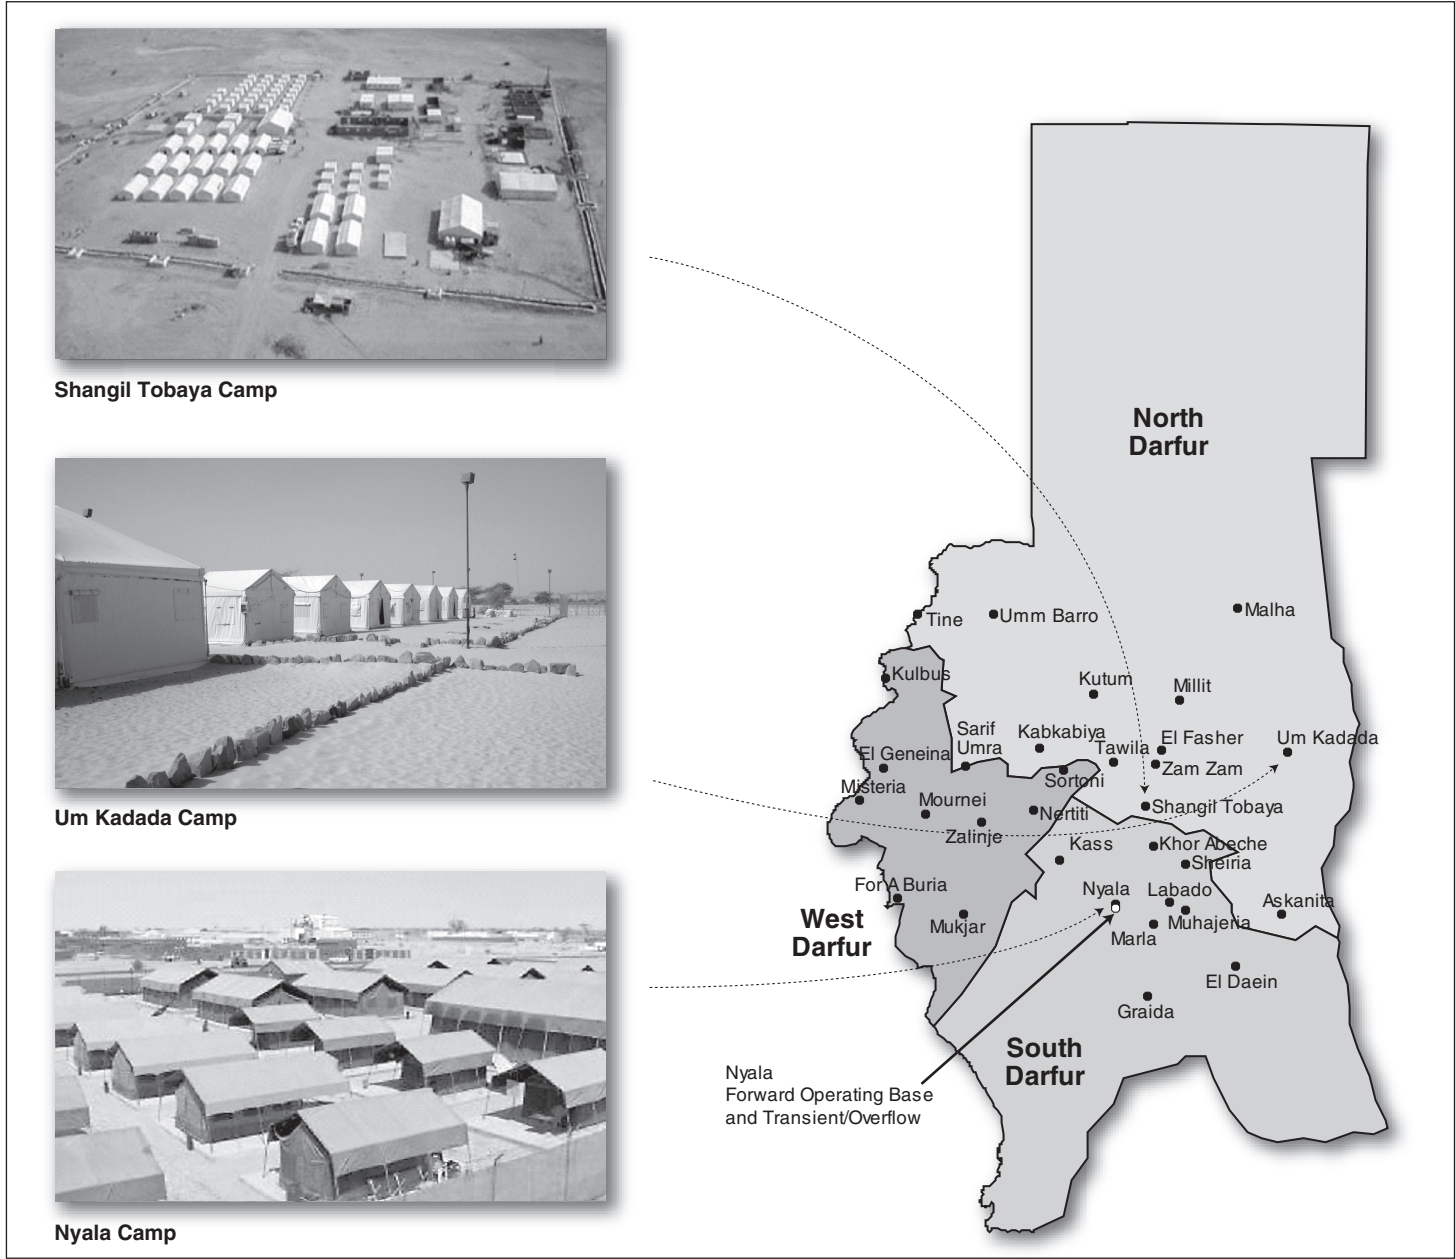 Shangil Tobaya Camp
Um Kadada Camp
Nyala Camp
North
Darfur
Tine
Umm Barro
Malha
Kulbus
Kutum
Millit
Sarif
Umra
Kabkabiya
Tawila
El Fasher
Um Kadada
El Geneina
Sortoni
Zam Zam
Misteria
Mournei
Nertiti
Shangil Tobaya
Zalinje
Kass
Khor Abeche
Sheiria
For A Buria
Nyala
Labado
Askanita
Mukjar
Muhajeria
Marla
West
Darfur
El Daein
Graida
South
Darfur
Nyala
Forward Operating Base
and Transient/Overflow